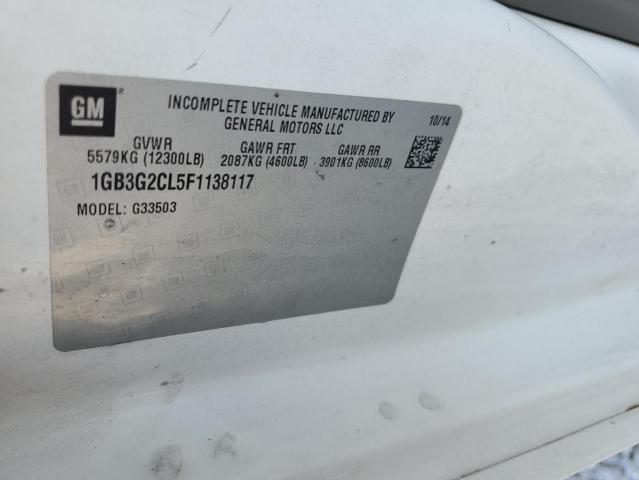 GM
INCOMPLETE VEHICLE MANUFACTURED BY
GENERAL MOTORS LLC
10/14
GVWR GAWR FRT GAWR RR
5579KG (12300LB) 2087KG (4600LB) 3901KG (8600LB)
1GB3G2CL5F1138117
MODEL: G33503